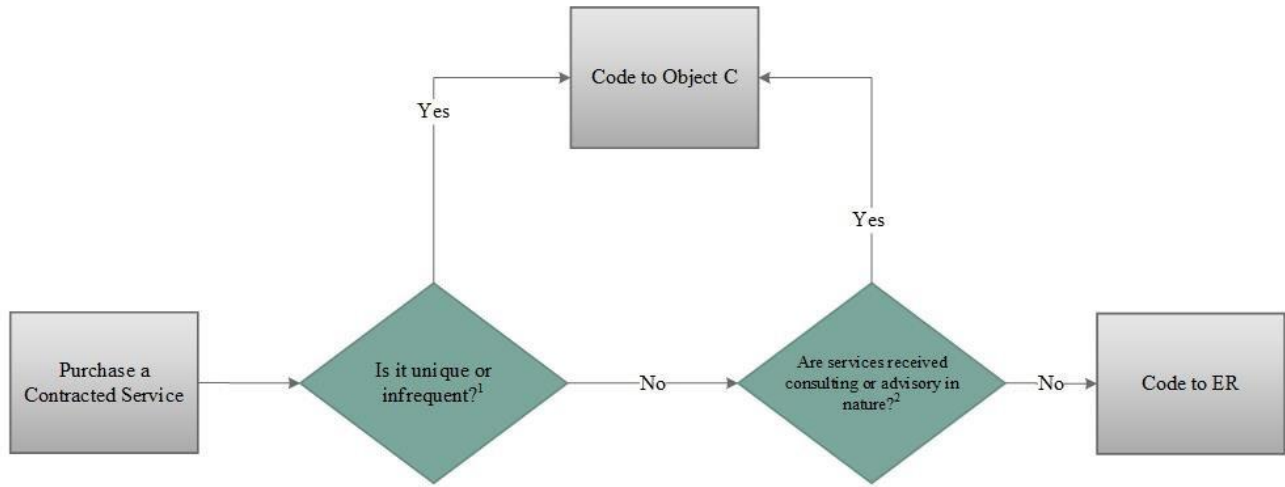 Code to Object C
Yes
Yes
Purchase a
Contracted Service
Is it unique or
infrequent?¹
No
Are services received
consulting or advisory in
nature?²
No
Code to ER